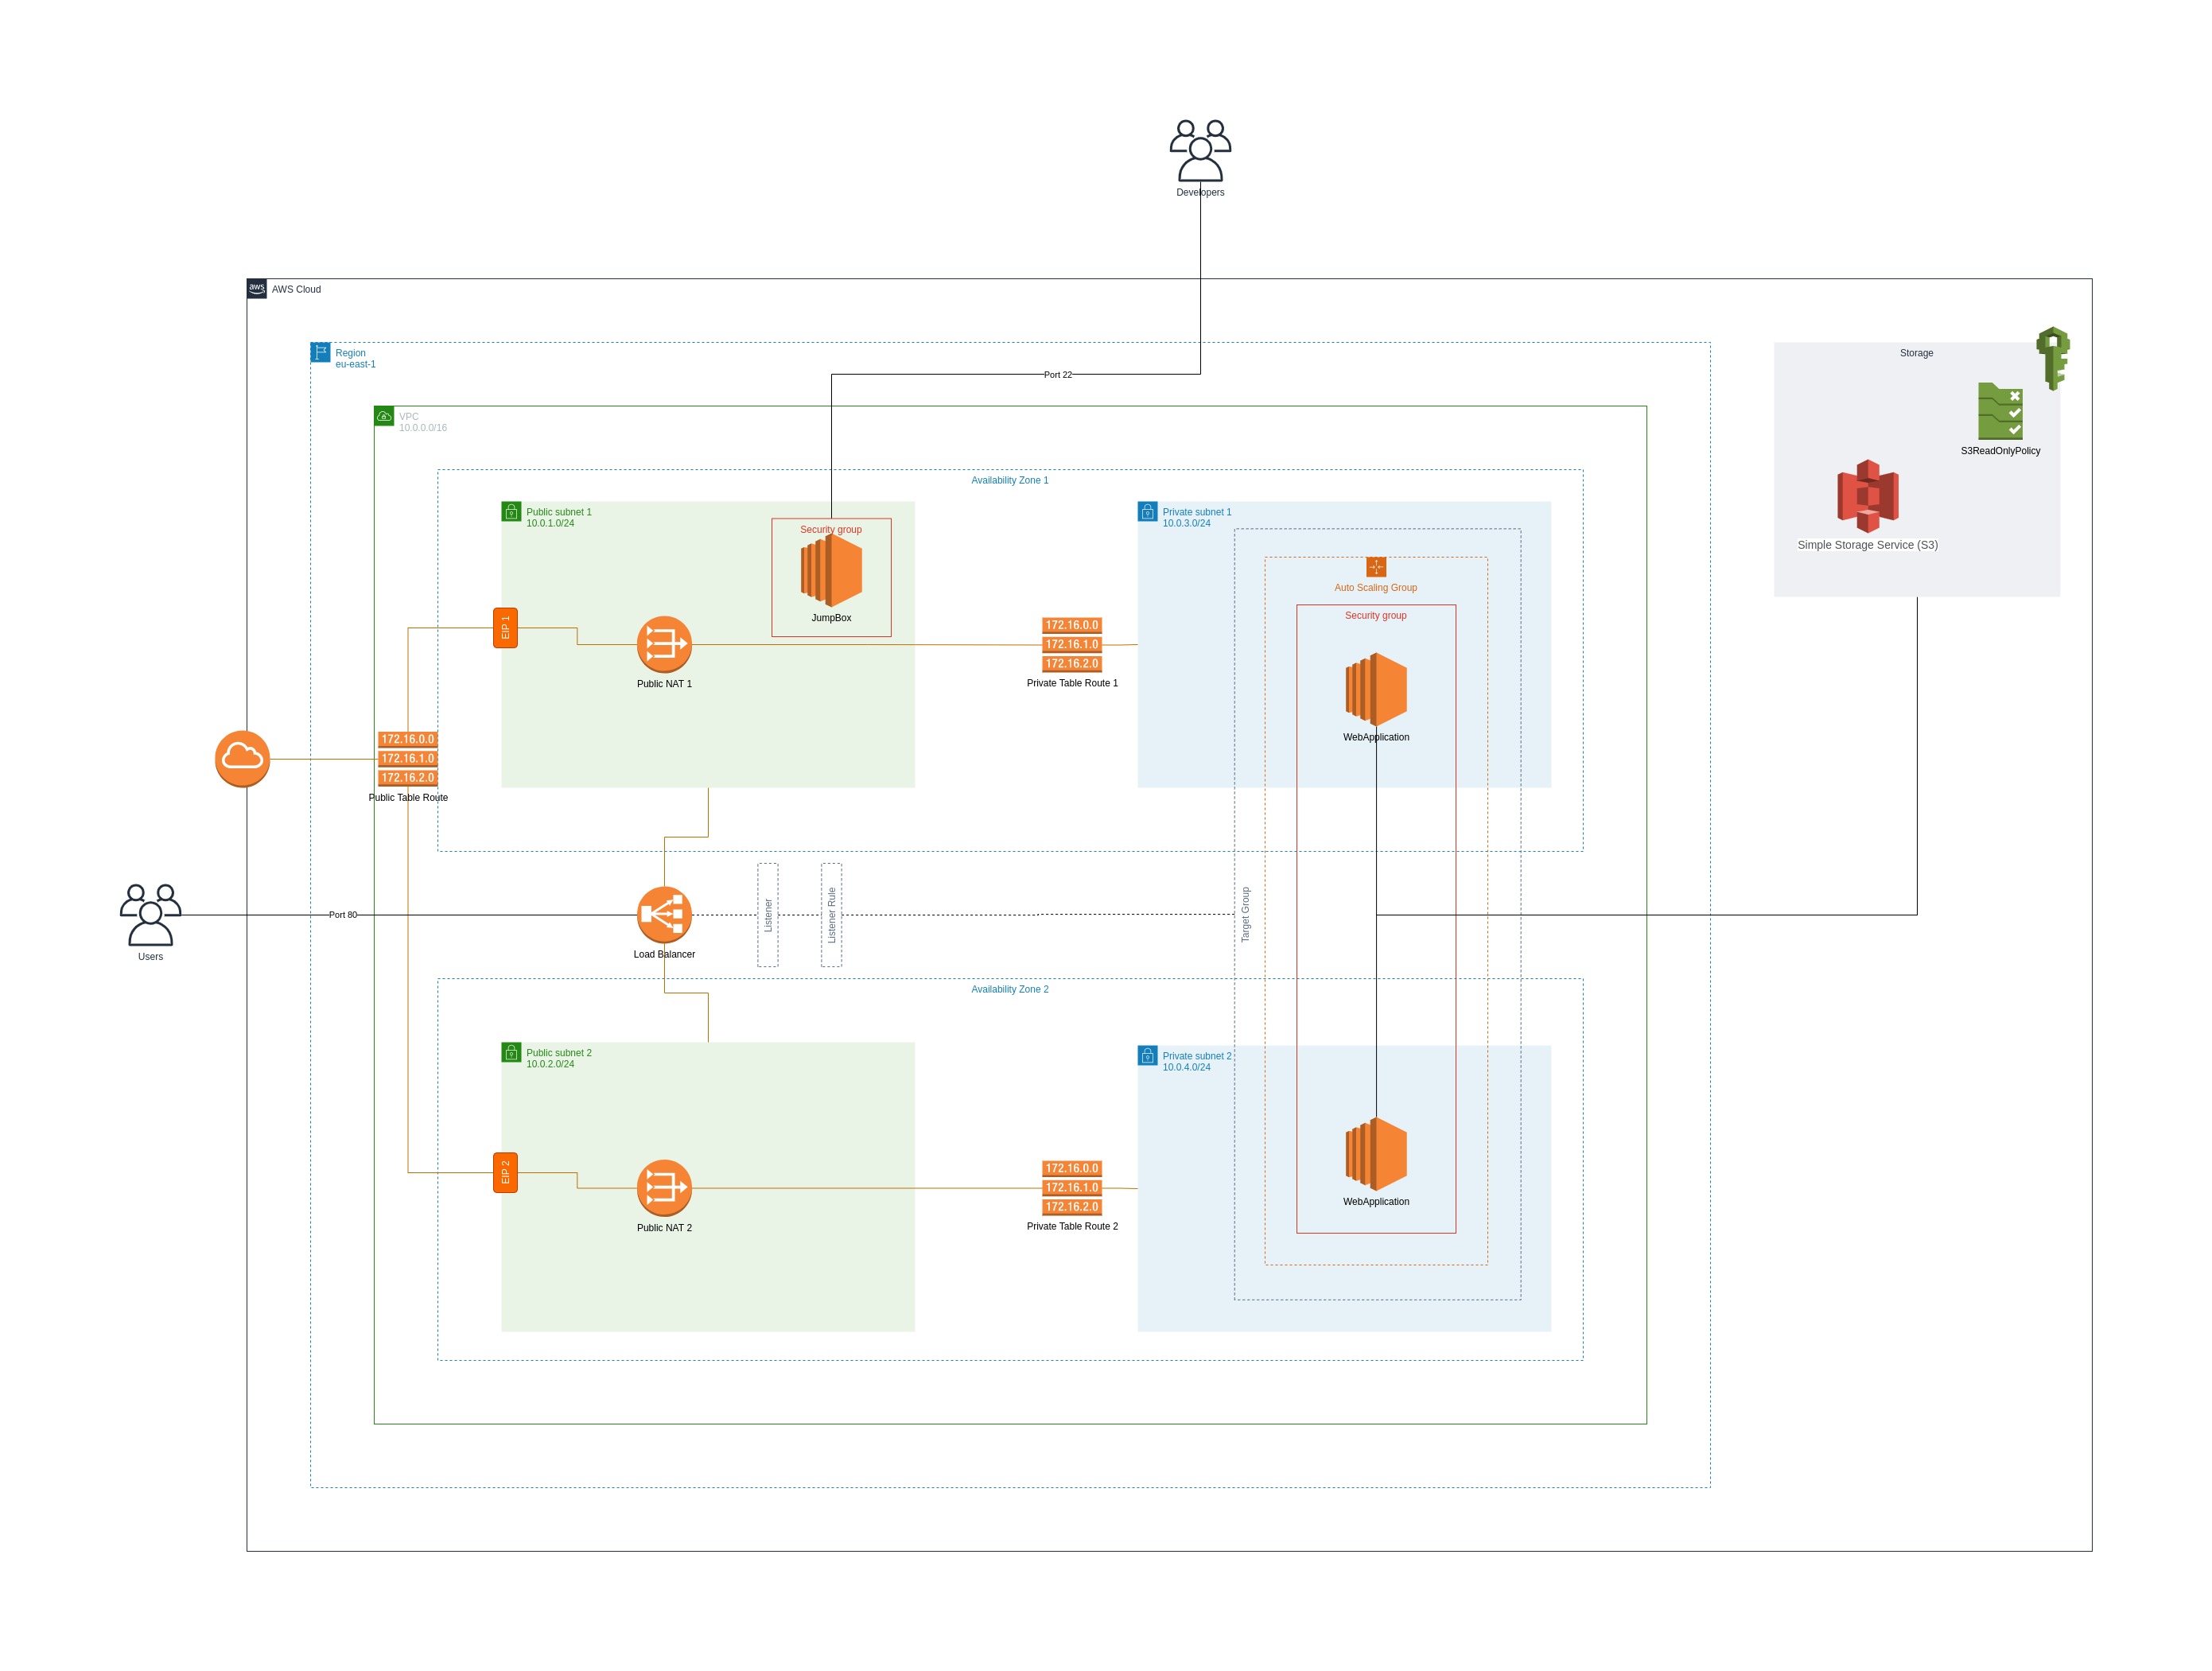 Developers
aws
AWS Cloud
Region
eu-east-1
Storage
Port 22
S3ReadOnlyPolicy
Simple Storage Service (S3)
VPC
10.0.0.0/16
Availability Zone 1
Public subnet 1
10.0.1.0/24
Security group
JumpBox
Private subnet 1
10.0.3.0/24
Auto Scaling Group
Security group
EIP 1
Public NAT 1
172.16.0.0
172.16.1.0
172.16.2.0
Private Table Route 1
WebApplication
172.16.0.0
172.16.1.0
172.16.2.0
Public Table Route
Users
Port 80
Load Balancer
Listener
Listener Rule
Target Group
Availability Zone 2
Public subnet 2
10.0.2.0/24
Private subnet 2
10.0.4.0/24
EIP 2
Public NAT 2
172.16.0.0
172.16.1.0
172.16.2.0
Private Table Route 2
WebApplication